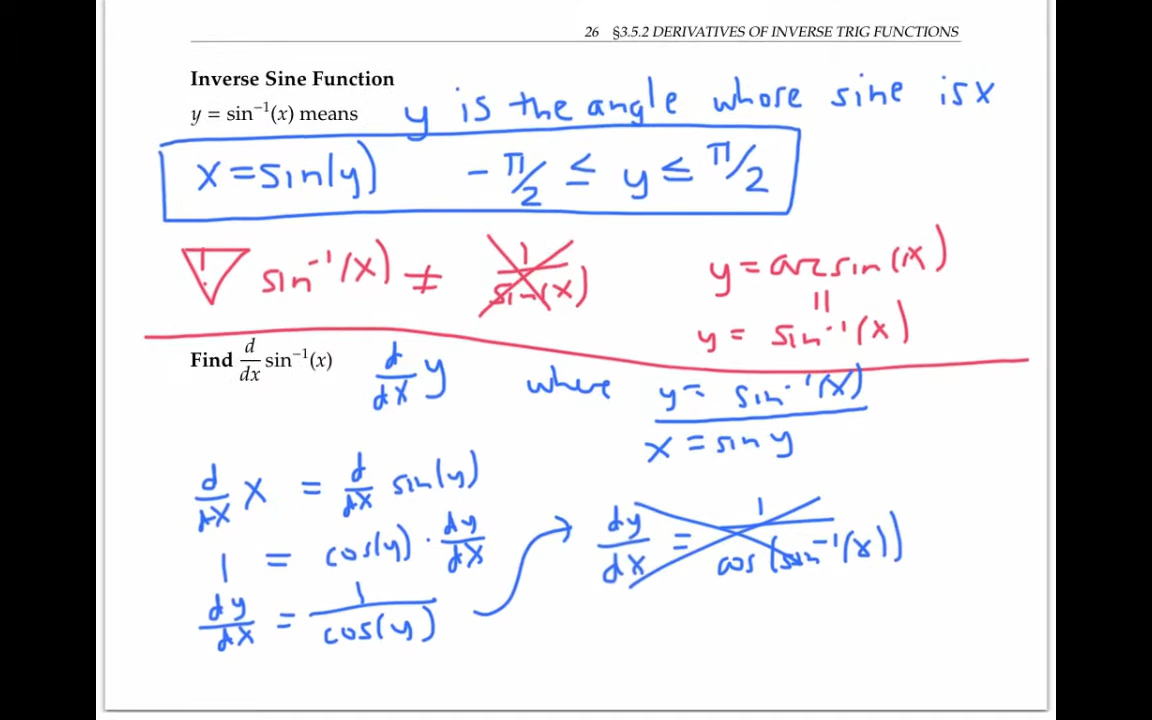 26 §3.5.2 DERIVATIVES OF INVERSE TRIG FUNCTIONS
Inverse Sine Function
y = sin⁻¹(x) means y is the angle whose sine is x
x = sin(y) -π/2 ≤ y ≤ π/2
! sin⁻¹(x) ≠ 1/sin(x) y = arcsin(x)
||
y = sin⁻¹(x)
Find d/dx sin⁻¹(x) d/dx y where y = sin⁻¹(x)
x = sin y
d/dx x = d/dx sin(y)
1 = cos(y) · dy/dx
dy/dx = 1/cos(y)
dy/dx = 1/cos(sin⁻¹(x))